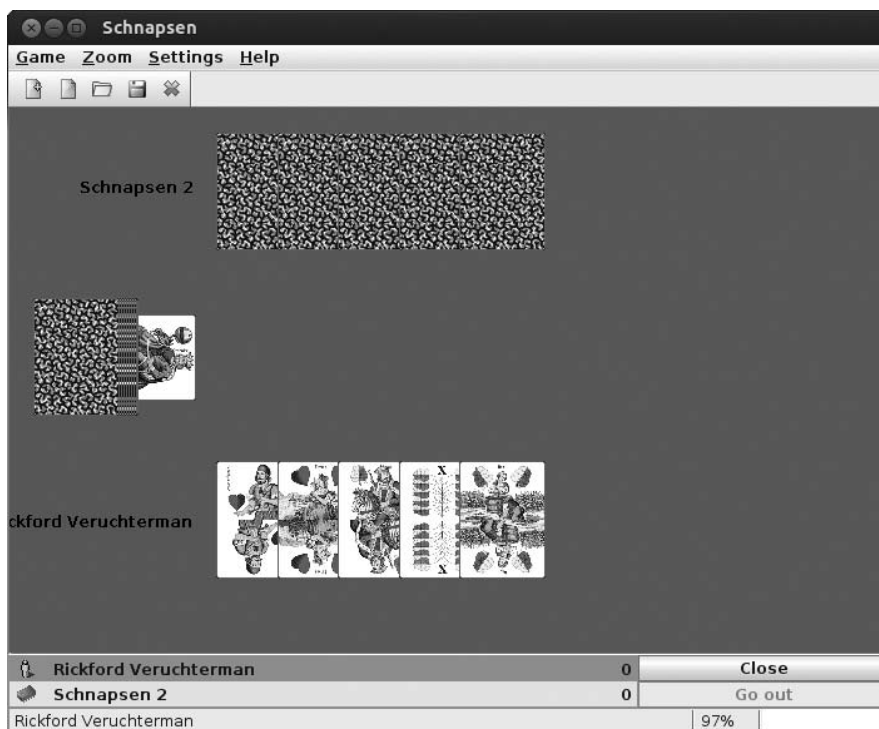 Schnapsen
Game Zoom Settings Help
Schnapsen 2
X
ckford Veruchterman
X
Rickford Veruchterman 0 Close
Schnapsen 2 0 Go out
Rickford Veruchterman 97%